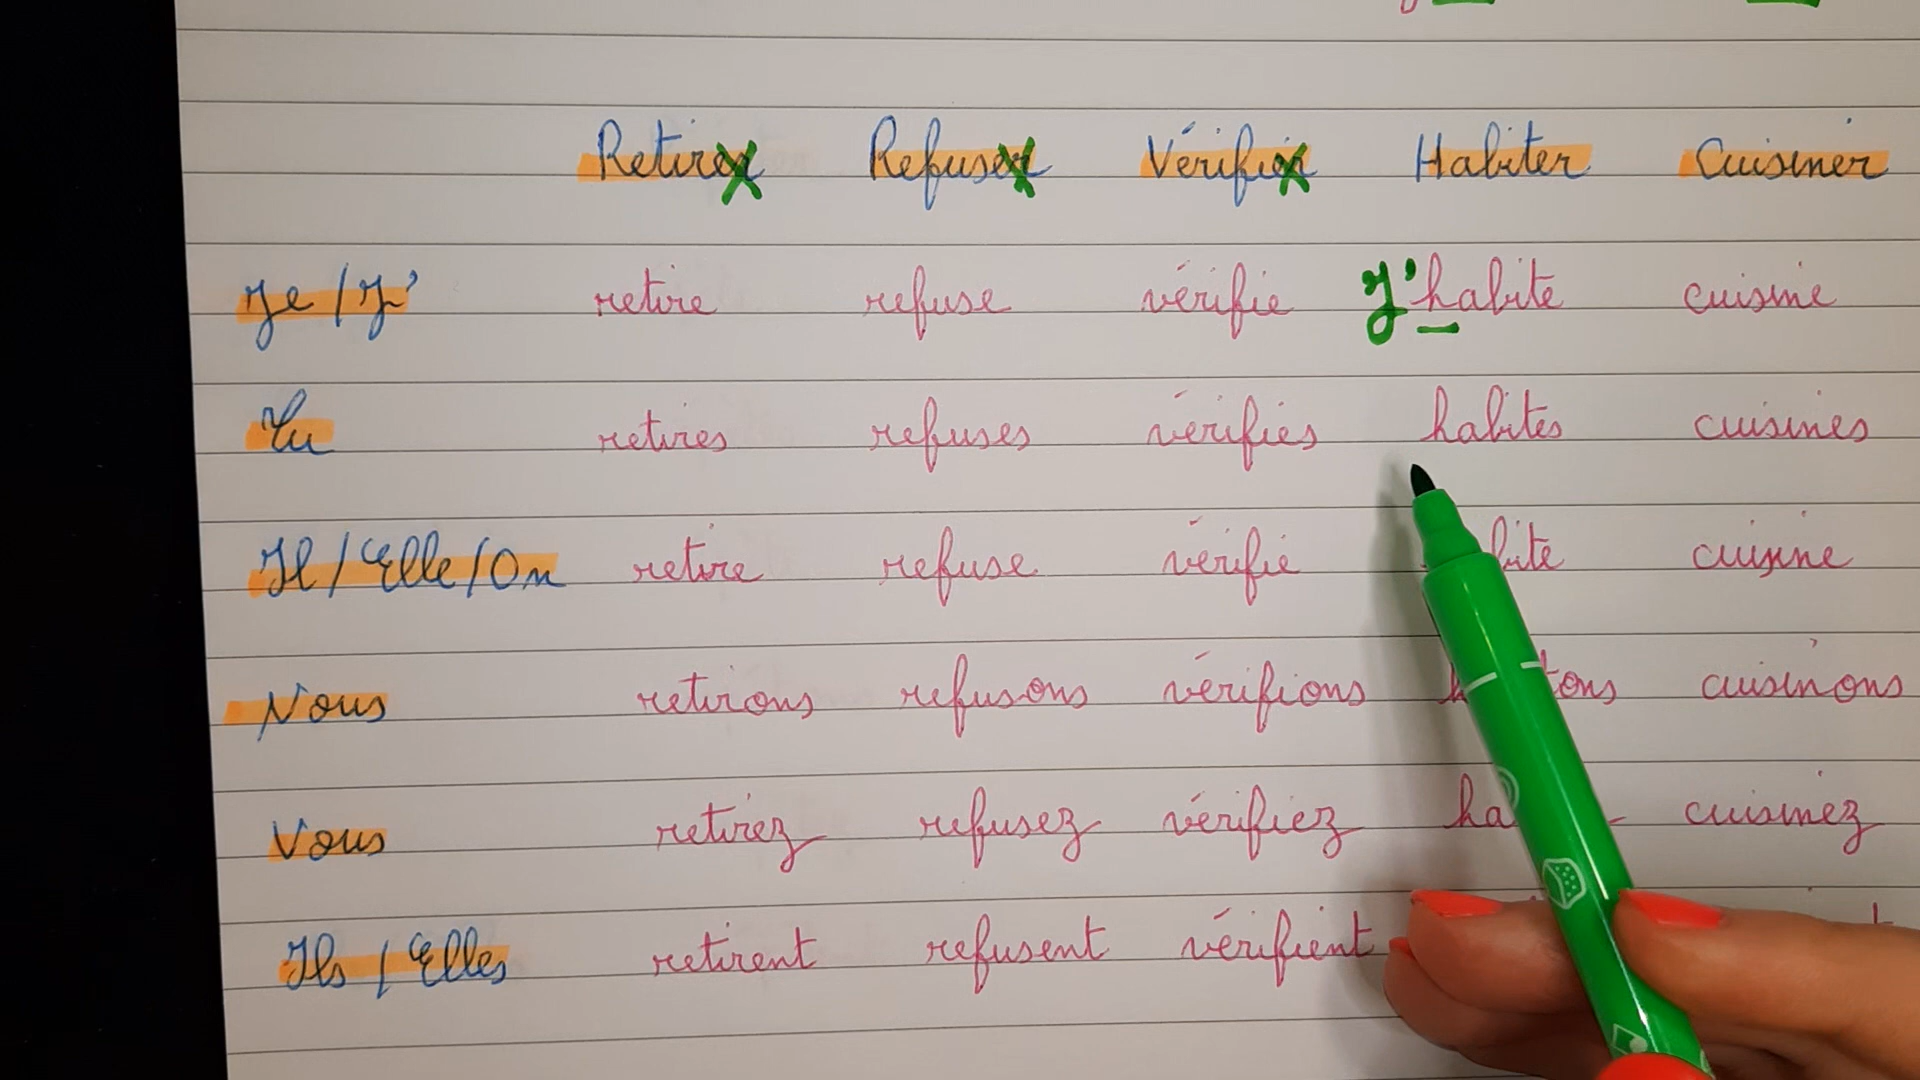 Retirer Refuser Vérifier Habiter Cuisiner
Je / J' retire refuse vérifie J'habite cuisine
Tu retires refuses vérifies habites cuisines
Il / Elle / On retire refuse vérifie cuisine
Nous retirons refusons vérifions cuisinons
Vous retirez refusez vérifiez cuisinez
Ils / Elles retirent refusent vérifient